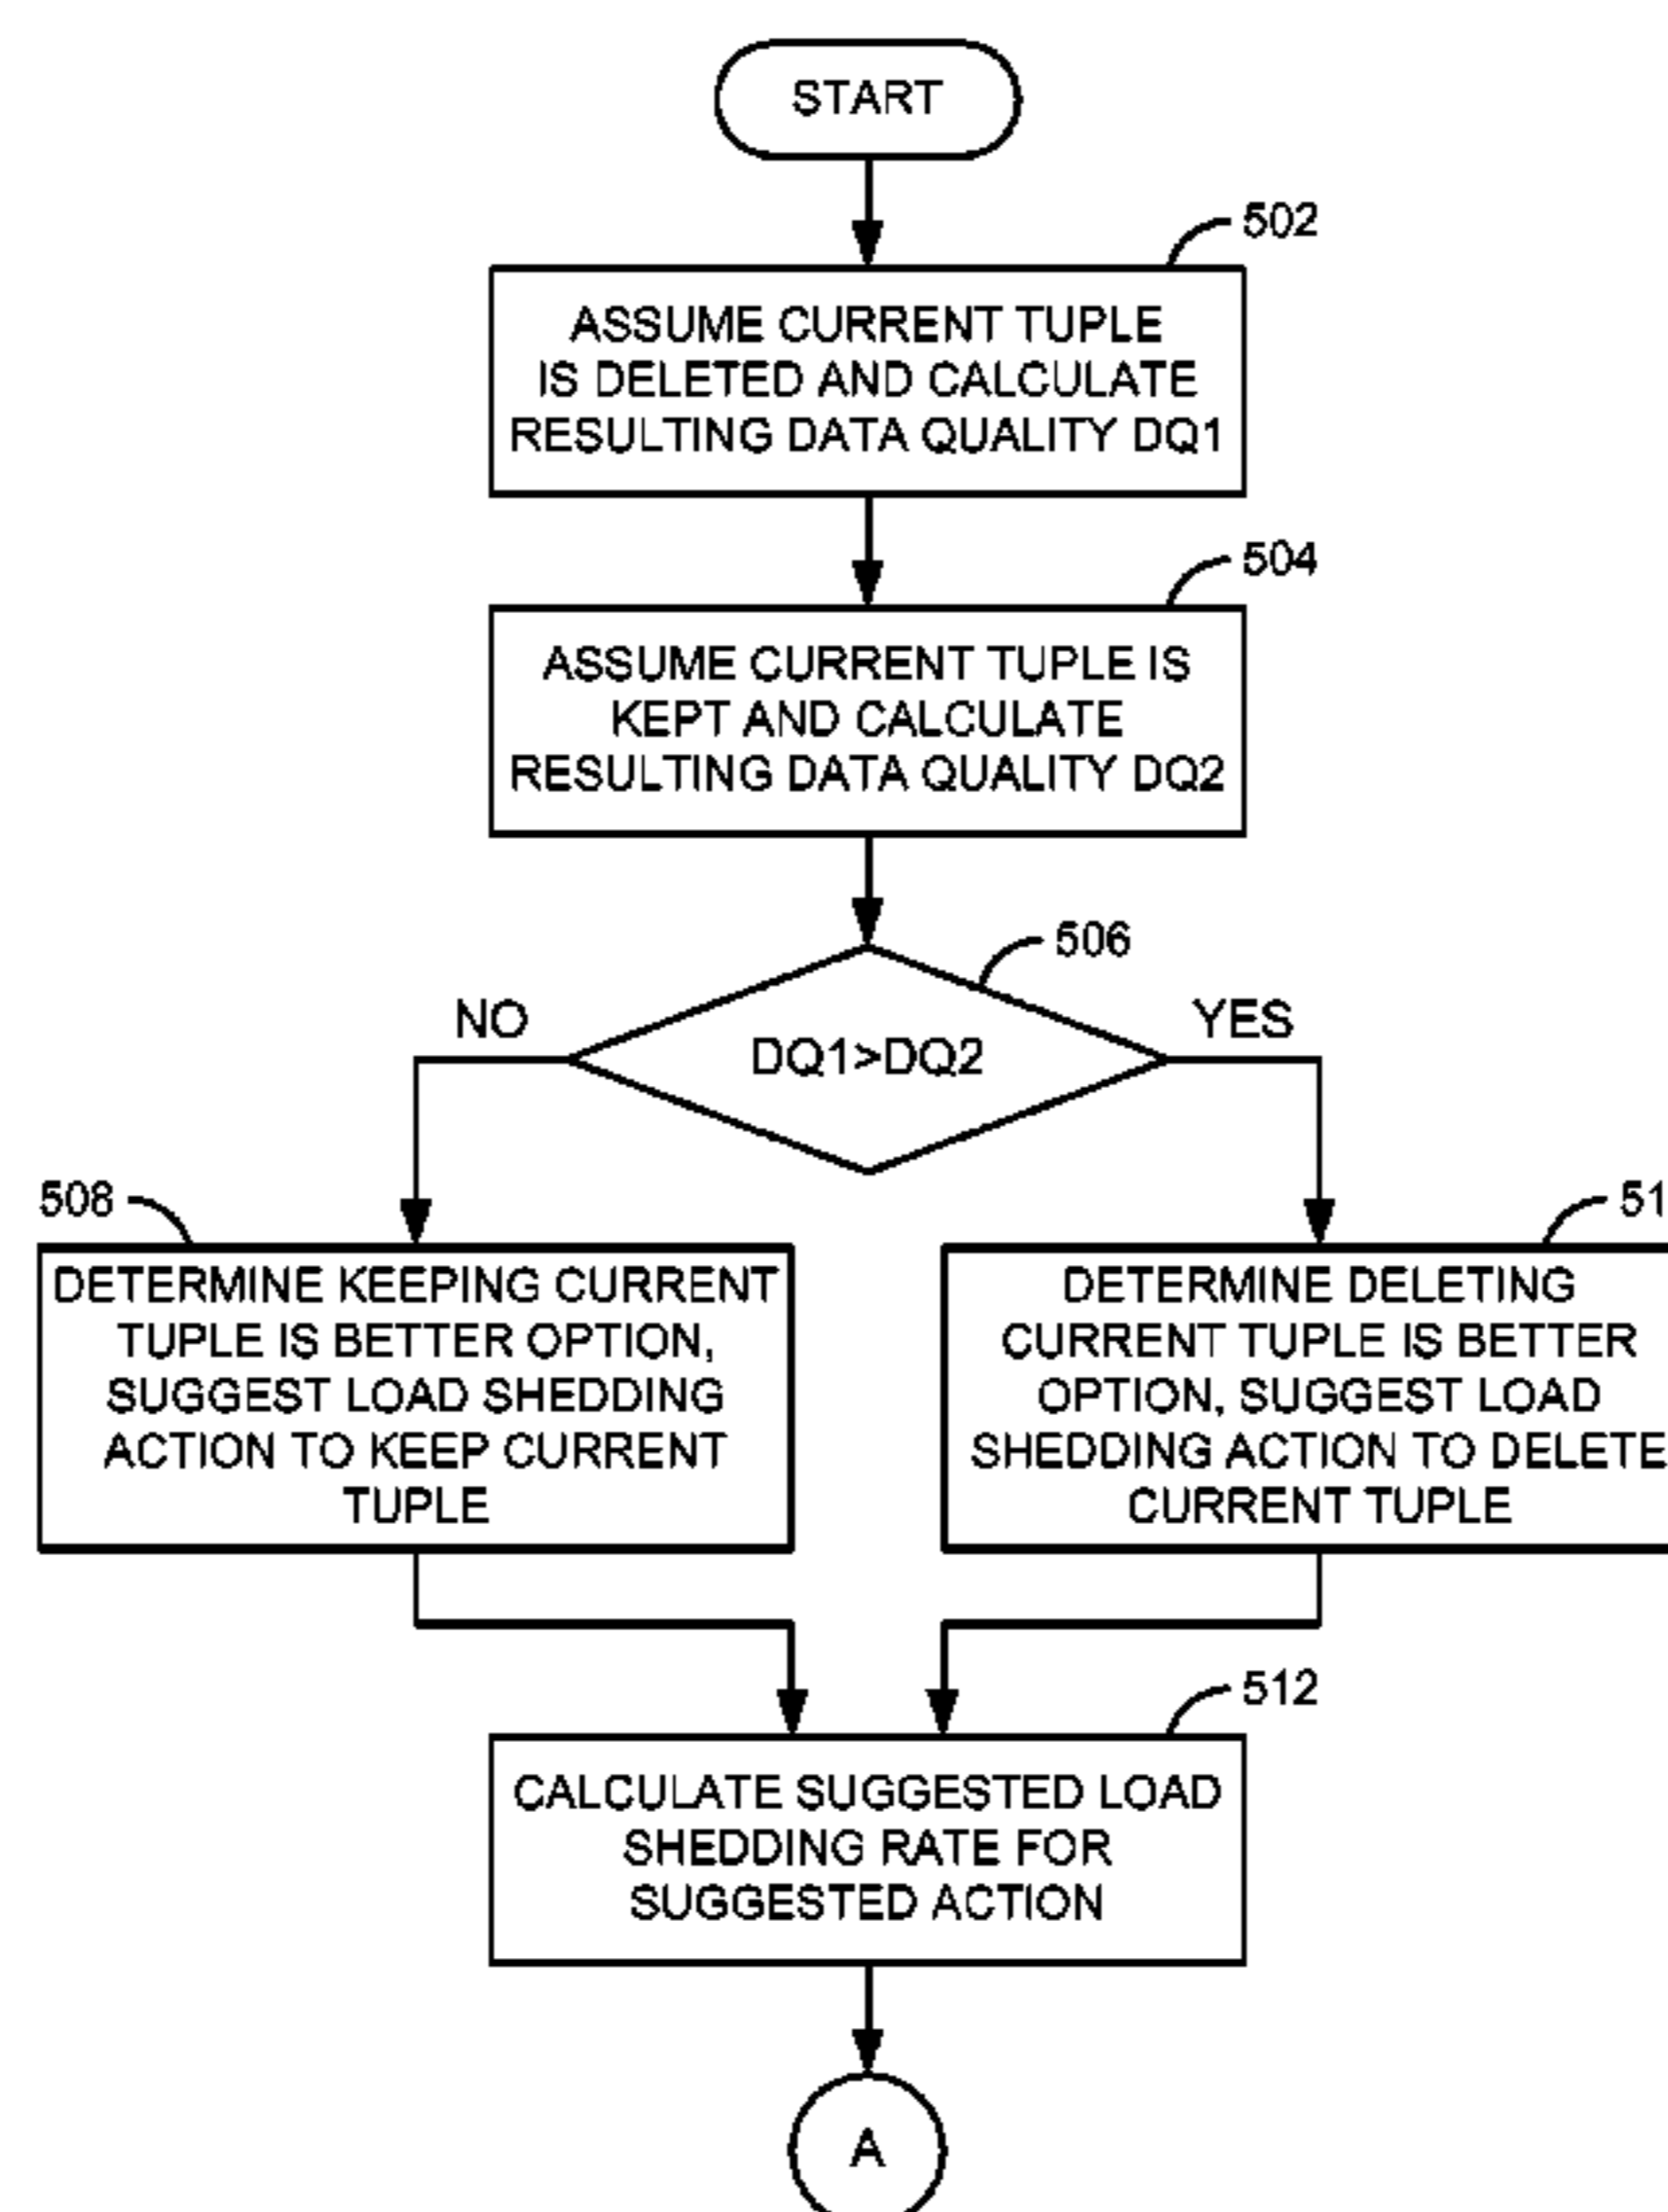 START
502
ASSUME CURRENT TUPLE
IS DELETED AND CALCULATE
RESULTING DATA QUALITY DQ1
504
ASSUME CURRENT TUPLE IS
KEPT AND CALCULATE
RESULTING DATA QUALITY DQ2
506
NO
YES
DQ1>DQ2
508
DETERMINE KEEPING CURRENT
TUPLE IS BETTER OPTION,
SUGGEST LOAD SHEDDING
ACTION TO KEEP CURRENT
TUPLE
DETERMINE DELETING
CURRENT TUPLE IS BETTER
OPTION, SUGGEST LOAD
SHEDDING ACTION TO DELETE
CURRENT TUPLE
512
CALCULATE SUGGESTED LOAD
SHEDDING RATE FOR
SUGGESTED ACTION
A